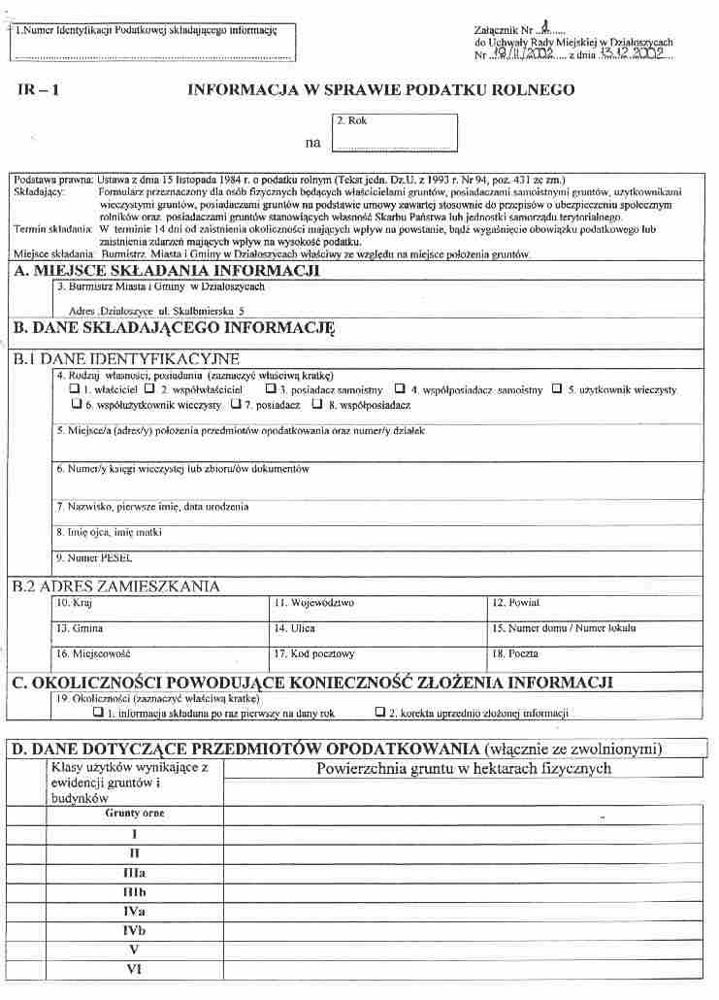 1.Numer Identyfikacji Podatkowej składającego informację
Załącznik Nr ..1......
do Uchwały Rady Miejskiej w Działoszycach
Nr ..19/II/2002.... z dnia .13.12.2002...
IR – 1 INFORMACJA W SPRAWIE PODATKU ROLNEGO
2. Rok
na
Podstawa prawna: Ustawa z dnia 15 listopada 1984 r. o podatku rolnym (Tekst jedn. Dz.U. z 1993 r. Nr 94, poz. 431 ze zm.)
Składający: Formularz przeznaczony dla osób fizycznych będących właścicielami gruntów, posiadaczami samoistnymi gruntów, użytkownikami
wieczystymi gruntów, posiadaczami gruntów na podstawie umowy zawartej stosownie do przepisów o ubezpieczeniu społecznym
rolników oraz posiadaczami gruntów stanowiących własność Skarbu Państwa lub jednostki samorządu terytorialnego.
Termin składania: W terminie 14 dni od zaistnienia okoliczności mających wpływ na powstanie, bądź wygaśnięcie obowiązku podatkowego lub
zaistnienia zdarzeń mających wpływ na wysokość podatku.
Miejsce składania: Burmistrz Miasta i Gminy w Działoszycach właściwy ze względu na miejsce położenia gruntów.
A. MIEJSCE SKŁADANIA INFORMACJI
3. Burmistrz Miasta i Gminy w Działoszycach
Adres .Działoszyce ul. Skalbmierska 5
B. DANE SKŁADAJĄCEGO INFORMACJĘ
B.1 DANE IDENTYFIKACYJNE
4. Rodzaj własności, posiadania (zaznaczyć właściwą kratkę)
❑ 1. właściciel ❑ 2. współwłaściciel ❑ 3. posiadacz samoistny ❑ 4. współposiadacz samoistny ❑ 5. użytkownik wieczysty
❑ 6. współużytkownik wieczysty ❑ 7. posiadacz ❑ 8. współposiadacz
5. Miejsce/a (adres/y) położenia przedmiotów opodatkowania oraz numer/y działek
6. Numer/y księgi wieczystej lub zbioru/ów dokumentów
7. Nazwisko, pierwsze imię, data urodzenia
8. Imię ojca, imię matki
9. Numer PESEL
B.2 ADRES ZAMIESZKANIA
10. Kraj 11. Województwo 12. Powiat
13. Gmina 14. Ulica 15. Numer domu / Numer lokalu
16. Miejscowość 17. Kod pocztowy 18. Poczta
C. OKOLICZNOŚCI POWODUJĄCE KONIECZNOŚĆ ZŁOŻENIA INFORMACJI
19. Okoliczności (zaznaczyć właściwą kratkę)
❑ 1. informacja składana po raz pierwszy na dany rok ❑ 2. korekta uprzednio złożonej informacji
D. DANE DOTYCZĄCE PRZEDMIOTÓW OPODATKOWANIA (włącznie ze zwolnionymi)
Klasy użytków wynikające z Powierzchnia gruntu w hektarach fizycznych
ewidencji gruntów i
budynków
Grunty orne
I
II
IIIa
IIIb
IVa
IVb
V
VI